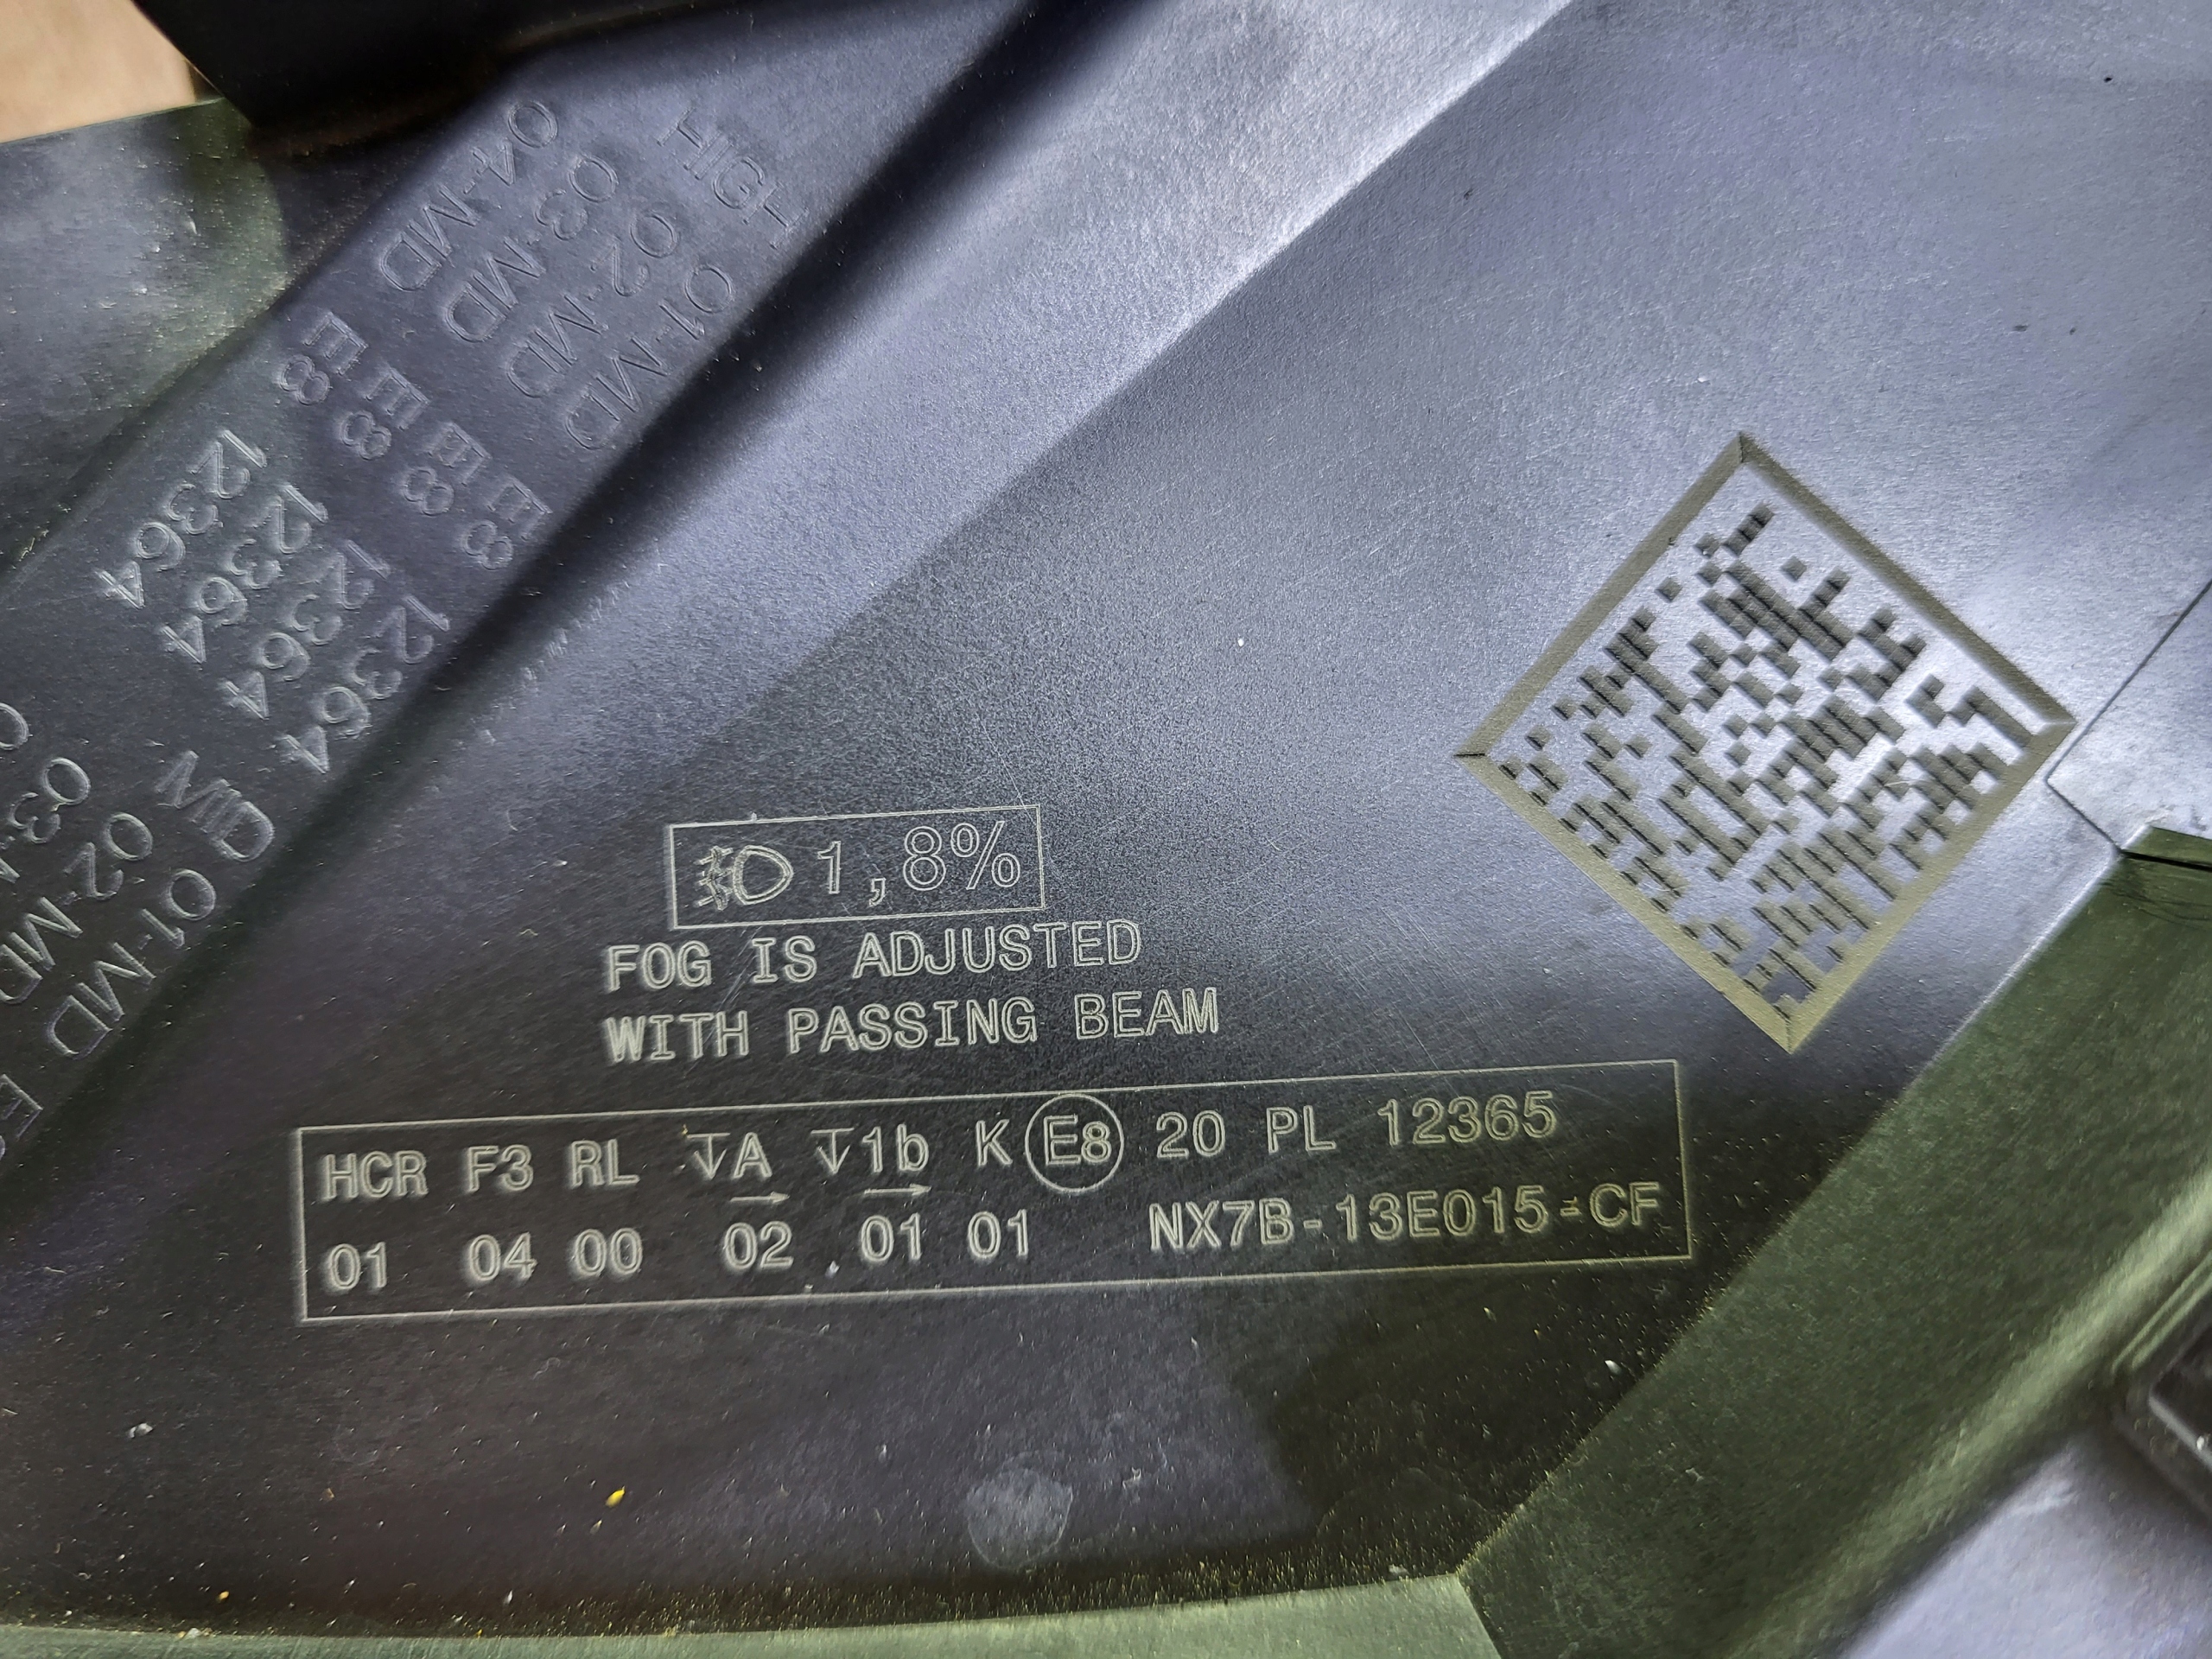 HIGH
01-MD E8 12364
02-MD E8 12364
03-MD E8 12364
04-MD E8 12364
01-MD
02-MD
1,8%
FOG IS ADJUSTED
WITH PASSING BEAM
HCR F3 RL A 1b K E8 20 PL 12365
01 04 00 02 01 01 NX7B-13E015-CF